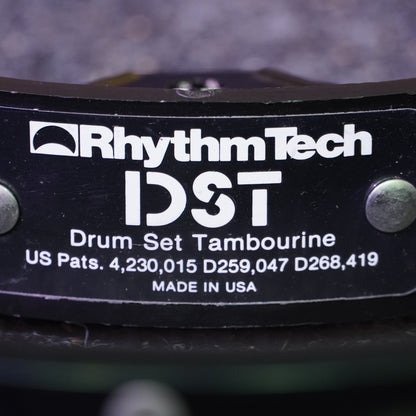 RhythmTech
DST
Drum Set Tambourine
US Pats. 4,230,015 D259,047 D268,419
MADE IN USA